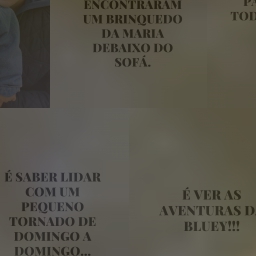 ENCONTRARAM
UM BRINQUEDO
DA MARIA
DEBAIXO DO
SOFÁ.
É SABER LIDAR
COM UM
PEQUENO
TORNADO DE
DOMINGO A
DOMINGO...
É VER AS
AVENTURAS
BLUEY!!!